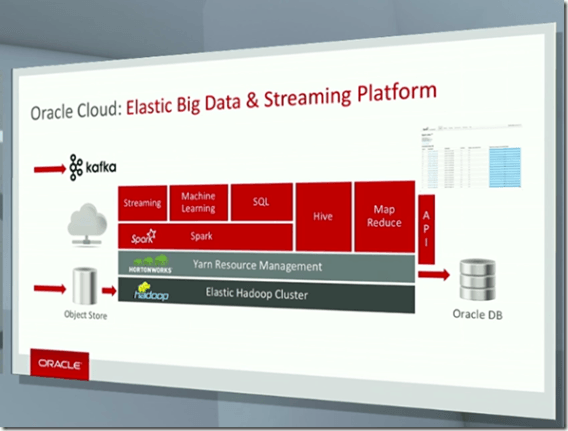 Oracle Cloud: Elastic Big Data & Streaming Platform
kafka
Streaming
Machine
Learning
SQL
Hive
Map
Reduce
API
Spark Spark
HORTONWORKS Yarn Resource Management
hadoop Elastic Hadoop Cluster
Object Store
Oracle DB
ORACLE